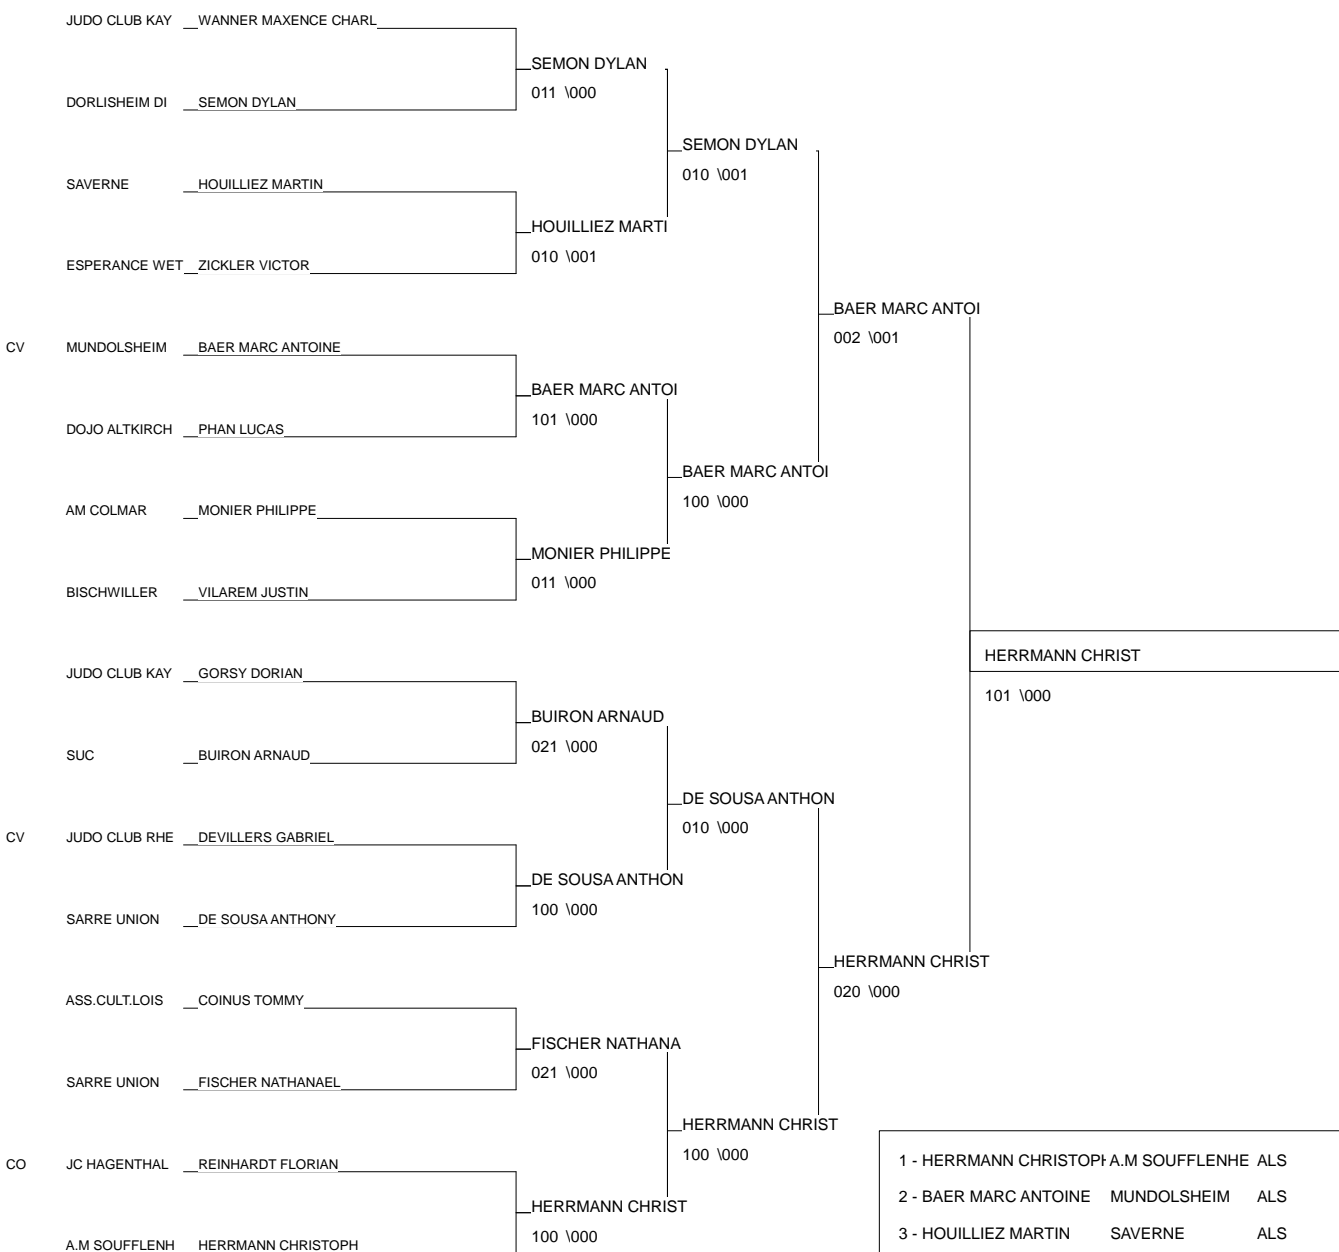 JUDO CLUB KAY WANNER MAXENCE CHARL
SEMON DYLAN
011 \000
DORLISHEIM DI SEMON DYLAN
SEMON DYLAN
010 \001
SAVERNE HOUILLIEZ MARTIN
HOUILLIEZ MARTI
010 \001
ESPERANCE WET ZICKLER VICTOR
BAER MARC ANTOI
002 \001
CV MUNDOLSHEIM BAER MARC ANTOINE
BAER MARC ANTOI
101 \000
DOJO ALTKIRCH PHAN LUCAS
BAER MARC ANTOI
100 \000
AM COLMAR MONIER PHILIPPE
MONIER PHILIPPE
011 \000
BISCHWILLER VILAREM JUSTIN
HERRMANN CHRIST
101 \000
JUDO CLUB KAY GORSY DORIAN
BUIRON ARNAUD
021 \000
SUC BUIRON ARNAUD
DE SOUSA ANTHON
010 \000
CV JUDO CLUB RHE DEVILLERS GABRIEL
DE SOUSA ANTHON
100 \000
SARRE UNION DE SOUSA ANTHONY
HERRMANN CHRIST
020 \000
ASS.CULT.LOIS COINUS TOMMY
FISCHER NATHANA
021 \000
SARRE UNION FISCHER NATHANAEL
HERRMANN CHRIST
100 \000
CO JC HAGENTHAL REINHARDT FLORIAN
HERRMANN CHRIST
100 \000
A.M SOUFFLENH HERRMANN CHRISTOPH
1 - HERRMANN CHRISTOPH A.M SOUFFLENHE ALS
2 - BAER MARC ANTOINE MUNDOLSHEIM ALS
3 - HOUILLIEZ MARTIN SAVERNE ALS